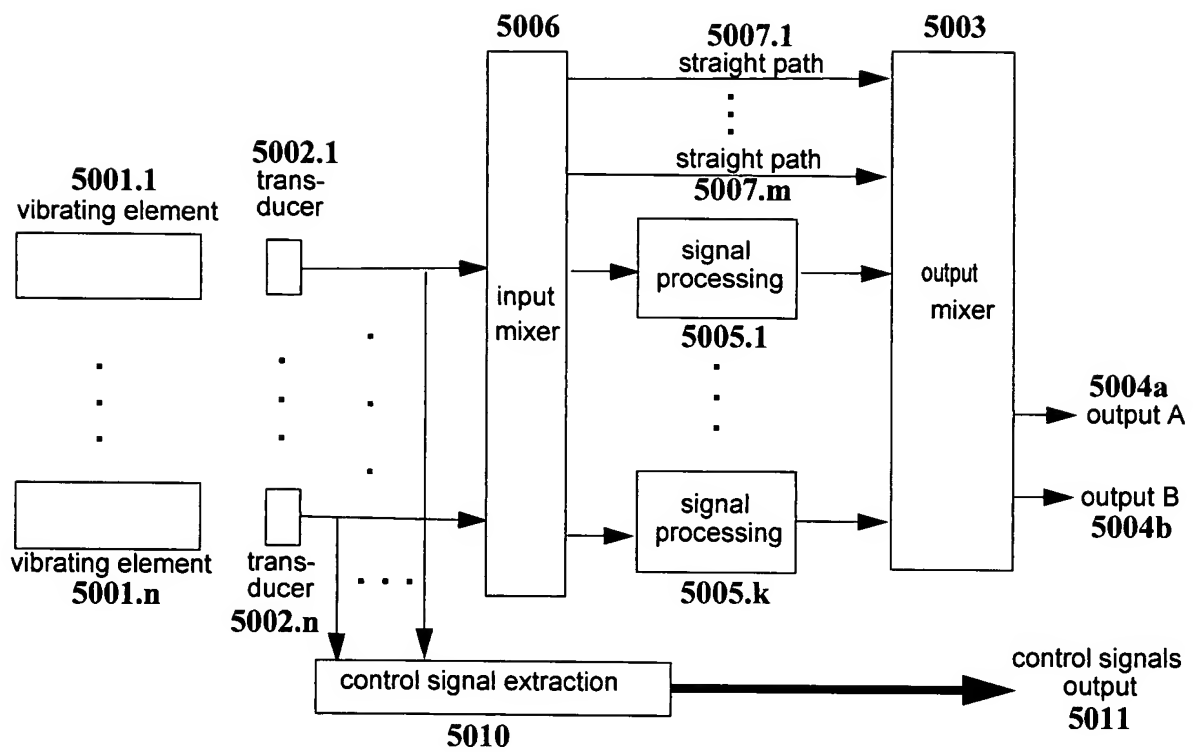 5006
5007.1
straight path
5003
5002.1
trans-
ducer
5001.1
vibrating element
straight path
5007.m
signal
processing
5005.1
input
mixer
output
mixer
5004a
output A
signal
processing
5005.k
output B
5004b
vibrating element
5001.n
trans-
ducer
5002.n
control signal extraction
5010
control signals
output
5011